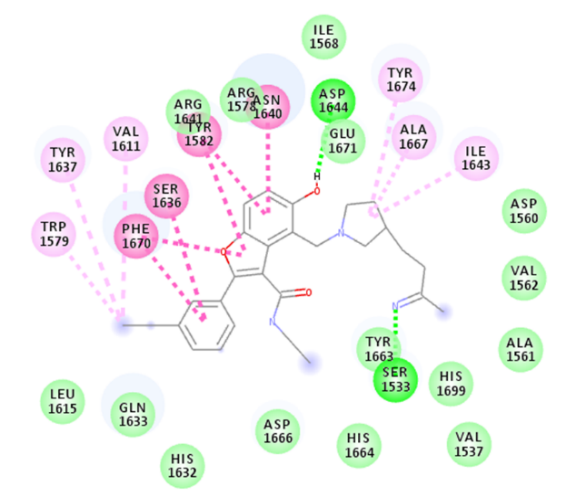 ILE
1568
ARG
1578
ASN
1640
ASP
1644
TYR
1674
ARG
1641
TYR
1582
GLU
1671
ALA
1667
VAL
1611
ILE
1643
TYR
1637
SER
1636
H
O
TRP
1579
PHE
1670
ASP
1560
N
O
O
VAL
1562
N
N
TYR
1663
ALA
1561
SER
1533
HIS
1699
LEU
1615
GLN
1633
ASP
1666
HIS
1664
VAL
1537
HIS
1632